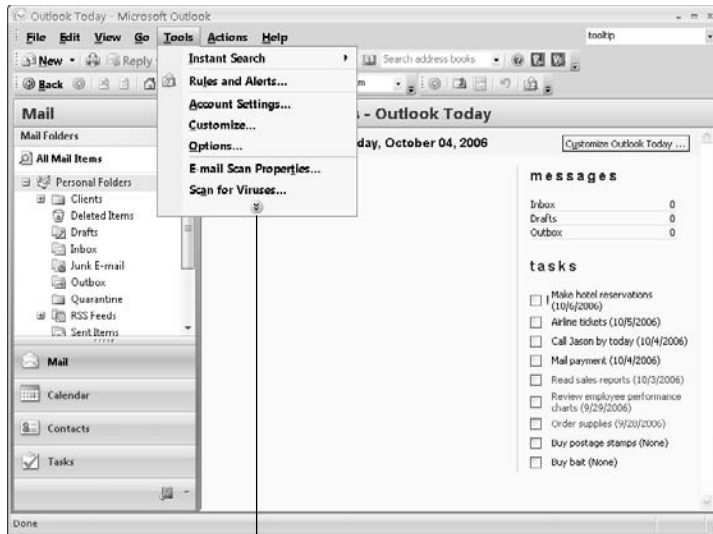 Outlook Today - Microsoft Outlook
File Edit View Go Tools Actions Help
tooltip
New Reply
Search address books
Back
Mail
- Outlook Today
Mail Folders
All Mail Items
Personal Folders
Clients
Deleted Items
Drafts
Inbox
Junk E-mail
Outbox
Quarantine
RSS Feeds
Sent Items
Mail
Calendar
Contacts
Tasks
Done
Instant Search
Rules and Alerts...
Account Settings...
Customize...
Options...
E-mail Scan Properties...
Scan for Viruses...
day, October 04, 2006
Customize Outlook Today ...
messages
Inbox 0
Drafts 0
Outbox 0
tasks
! Make hotel reservations
(10/6/2006)
Airline tickets (10/5/2006)
Call Jason by today (10/4/2006)
Mail payment (10/4/2006)
Read sales reports (10/3/2006)
Review employee performance
charts (9/29/2006)
Order supplies (9/20/2006)
Buy postage stamps (None)
Buy bait (None)